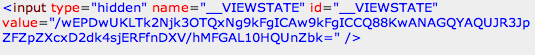 <input type="hidden" name="__VIEWSTATE" id="__VIEWSTATE"
value="/wEPDwUKLTk2Njk3OTQxNg9kFgICAw9kFgICCQ88KwANAGQYAQUJR3Jp
ZFZpZXcxD2dk4sjERFfnDXV/hMFGAL10HQUnZbk=" />